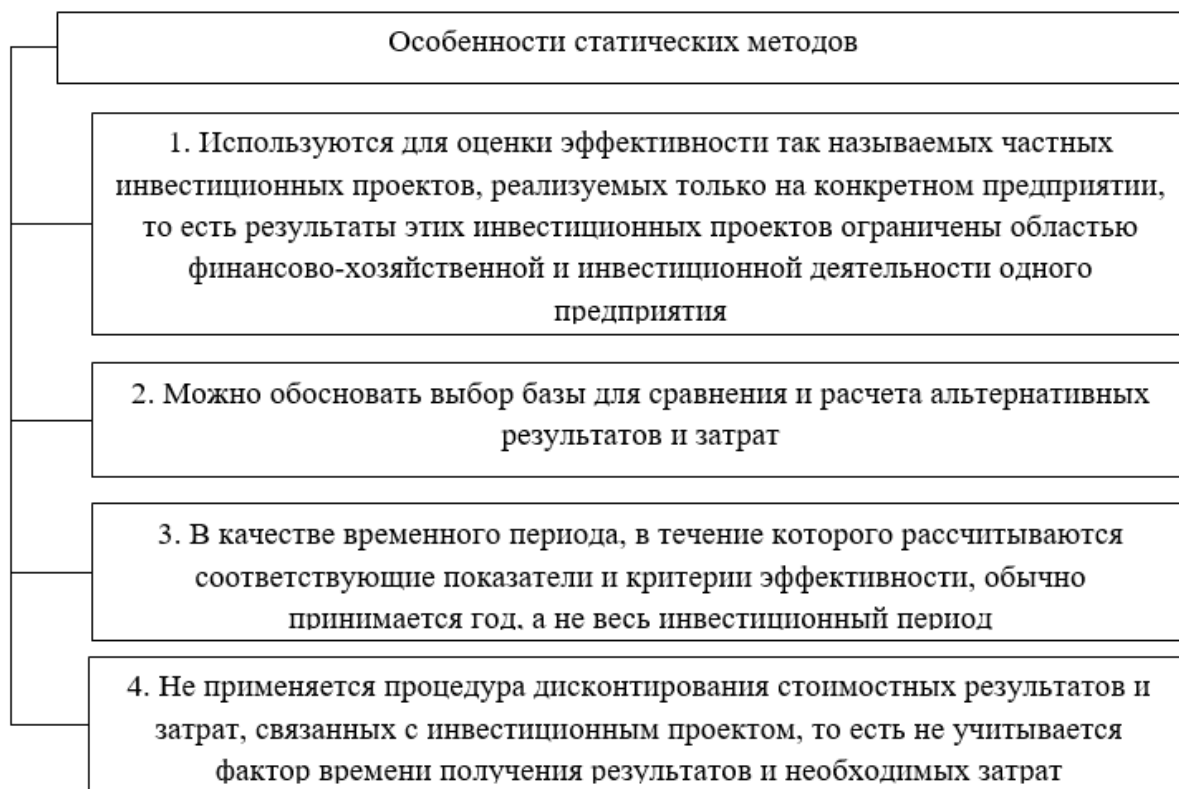 Особенности статических методов
1. Используются для оценки эффективности так называемых частных
инвестиционных проектов, реализуемых только на конкретном предприятии,
то есть результаты этих инвестиционных проектов ограничены областью
финансово-хозяйственной и инвестиционной деятельности одного
предприятия
2. Можно обосновать выбор базы для сравнения и расчета альтернативных
результатов и затрат
3. В качестве временного периода, в течение которого рассчитываются
соответствующие показатели и критерии эффективности, обычно
принимается год, а не весь инвестиционный период
4. Не применяется процедура дисконтирования стоимостных результатов и
затрат, связанных с инвестиционным проектом, то есть не учитывается
фактор времени получения результатов и необходимых затрат